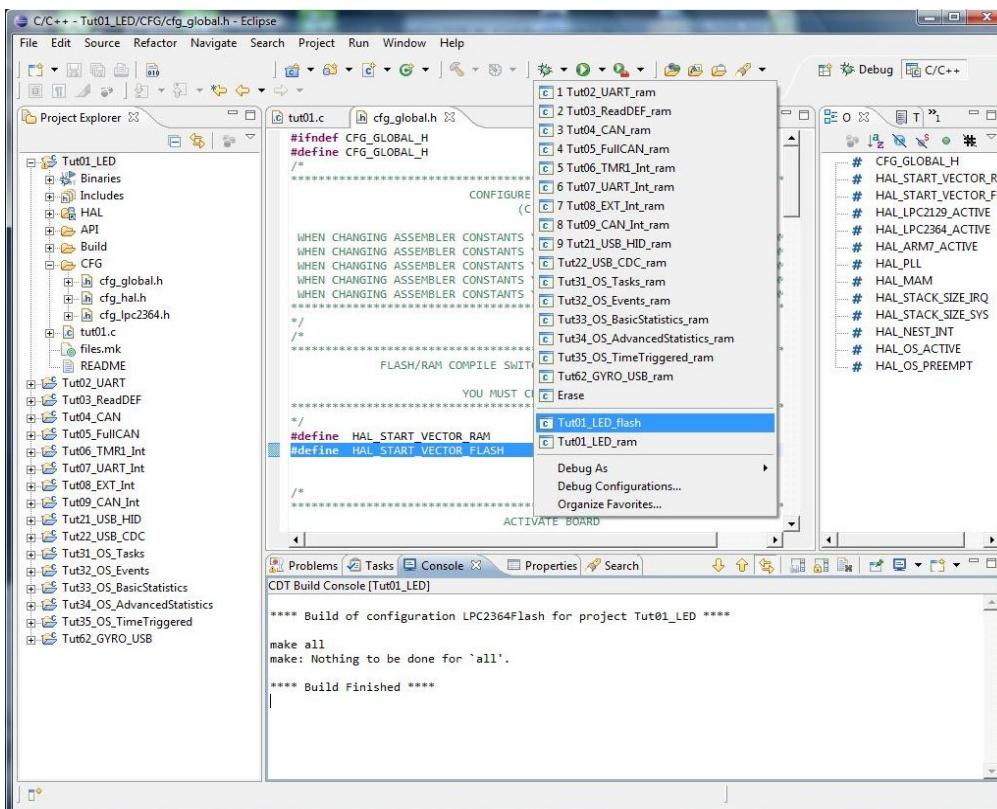 C/C++ - Tut01_LED/CFG/cfg_global.h - Eclipse
File Edit Source Refactor Navigate Search Project Run Window Help
Debug C/C++
Project Explorer
Tut01_LED
Binaries
Includes
HAL
API
Build
CFG
cfg_global.h
cfg_hal.h
cfg_lpc2364.h
tut01.c
files.mk
README
Tut02_UART
Tut03_ReadDEF
Tut04_CAN
Tut05_FullCAN
Tut06_TMR1_Int
Tut07_UART_Int
Tut08_EXT_Int
Tut09_CAN_Int
Tut21_USB_HID
Tut22_USB_CDC
Tut31_OS_Tasks
Tut32_OS_Events
Tut33_OS_BasicStatistics
Tut34_OS_AdvancedStatistics
Tut35_OS_TimeTriggered
Tut62_GYRO_USB
tut01.c cfg_global.h
#ifndef CFG_GLOBAL_H
#define CFG_GLOBAL_H
/*
CONFIGURE
(C
WHEN CHANGING ASSEMBLER CONSTANTS
WHEN CHANGING ASSEMBLER CONSTANTS
WHEN CHANGING ASSEMBLER CONSTANTS
WHEN CHANGING ASSEMBLER CONSTANTS
WHEN CHANGING ASSEMBLER CONSTANTS
*/
/*
FLASH/RAM COMPILE SWIT
YOU MUST C
*/
#define HAL_START_VECTOR_RAM
#define HAL_START_VECTOR_FLASH
/*
ACTIVATE BOARD
1 Tut02_UART_ram
2 Tut03_ReadDEF_ram
3 Tut04_CAN_ram
4 Tut05_FullCAN_ram
5 Tut06_TMR1_Int_ram
6 Tut07_UART_Int_ram
7 Tut08_EXT_Int_ram
8 Tut09_CAN_Int_ram
9 Tut21_USB_HID_ram
Tut22_USB_CDC_ram
Tut31_OS_Tasks_ram
Tut32_OS_Events_ram
Tut33_OS_BasicStatistics_ram
Tut34_OS_AdvancedStatistics_ram
Tut35_OS_TimeTriggered_ram
Tut62_GYRO_USB_ram
Erase
Tut01_LED_flash
Tut01_LED_ram
Debug As
Debug Configurations...
Organize Favorites...
O T »1
CFG_GLOBAL_H
HAL_START_VECTOR_R
HAL_START_VECTOR_F
HAL_LPC2129_ACTIVE
HAL_LPC2364_ACTIVE
HAL_ARM7_ACTIVE
HAL_PLL
HAL_MAM
HAL_STACK_SIZE_IRQ
HAL_STACK_SIZE_SYS
HAL_NEST_INT
HAL_OS_ACTIVE
HAL_OS_PREEMPT
Problems Tasks Console Properties Search
CDT Build Console [Tut01_LED]
**** Build of configuration LPC2364Flash for project Tut01_LED ****
make all
make: Nothing to be done for `all'.
**** Build Finished ****